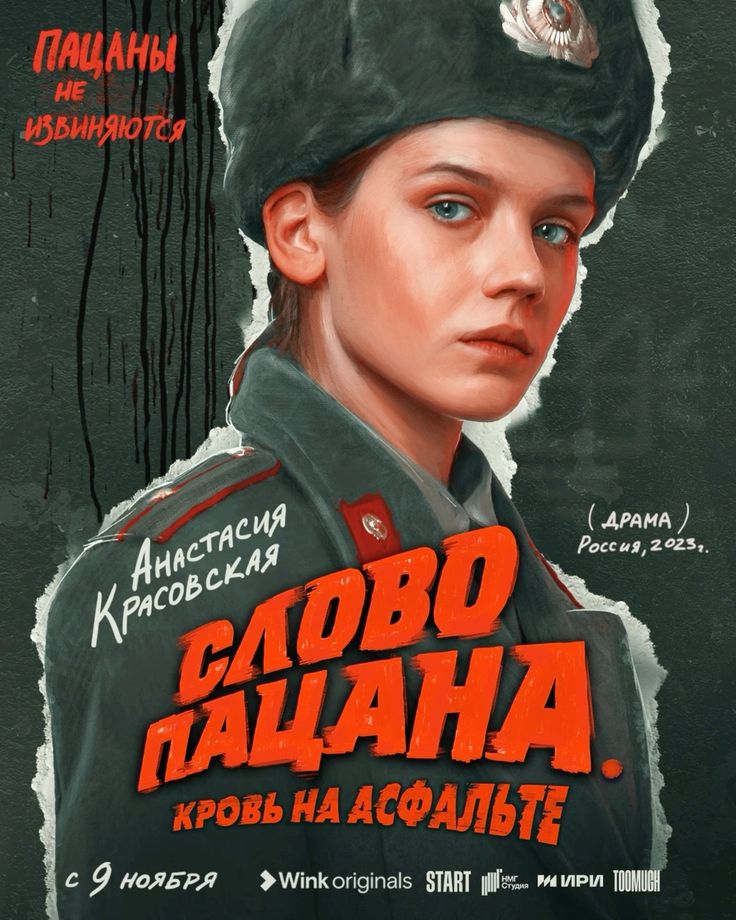 ПАЦАНЫ
НЕ
ИЗВИНЯЮТСЯ
(ДРАМА)
РОССИЯ, 2023г.
АНАСТАСИЯ
КРАСОВСКАЯ
СЛОВО
ПАЦАНА.
КРОВЬ НА АСФАЛЬТЕ
С 9 НОЯБРЯ
Wink originals START НМГ Студия ИРИ TOOMUCH